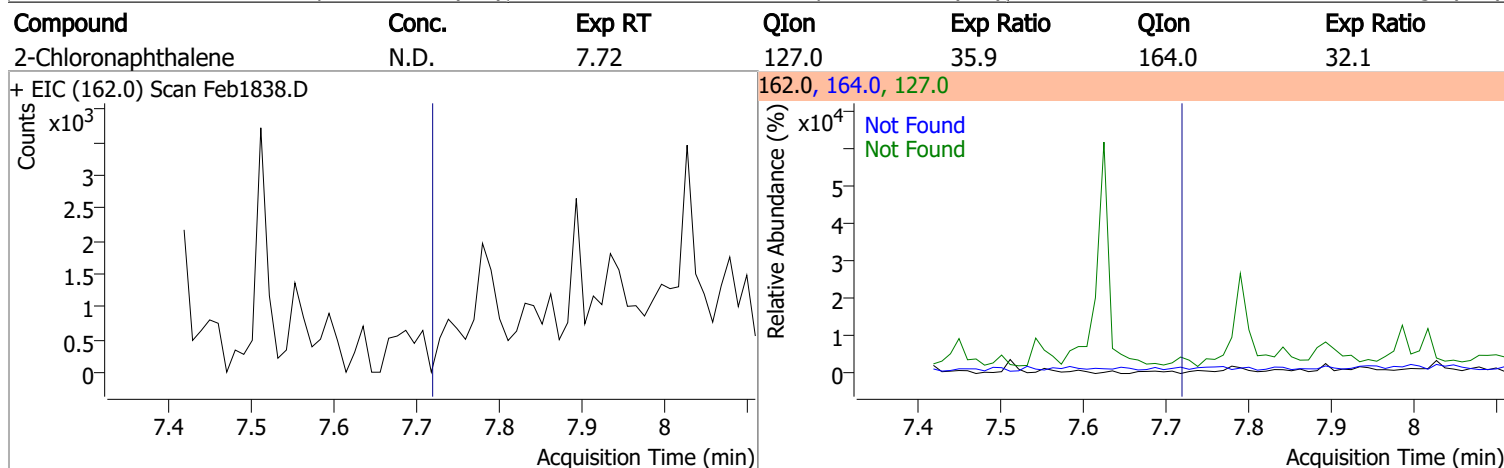 Compound Conc. Exp RT QIon Exp Ratio QIon Exp Ratio
2-Chloronaphthalene N.D. 7.72 127.0 35.9 164.0 32.1
+ EIC (162.0) Scan Feb1838.D
x10³
Counts
3
2.5
2
1.5
1
0.5
0
7.4 7.5 7.6 7.7 7.8 7.9 8
Acquisition Time (min)
162.0, 164.0, 127.0
x10⁴
Relative Abundance (%)
Not Found
Not Found
5
4
3
2
1
0
7.4 7.5 7.6 7.7 7.8 7.9 8
Acquisition Time (min)